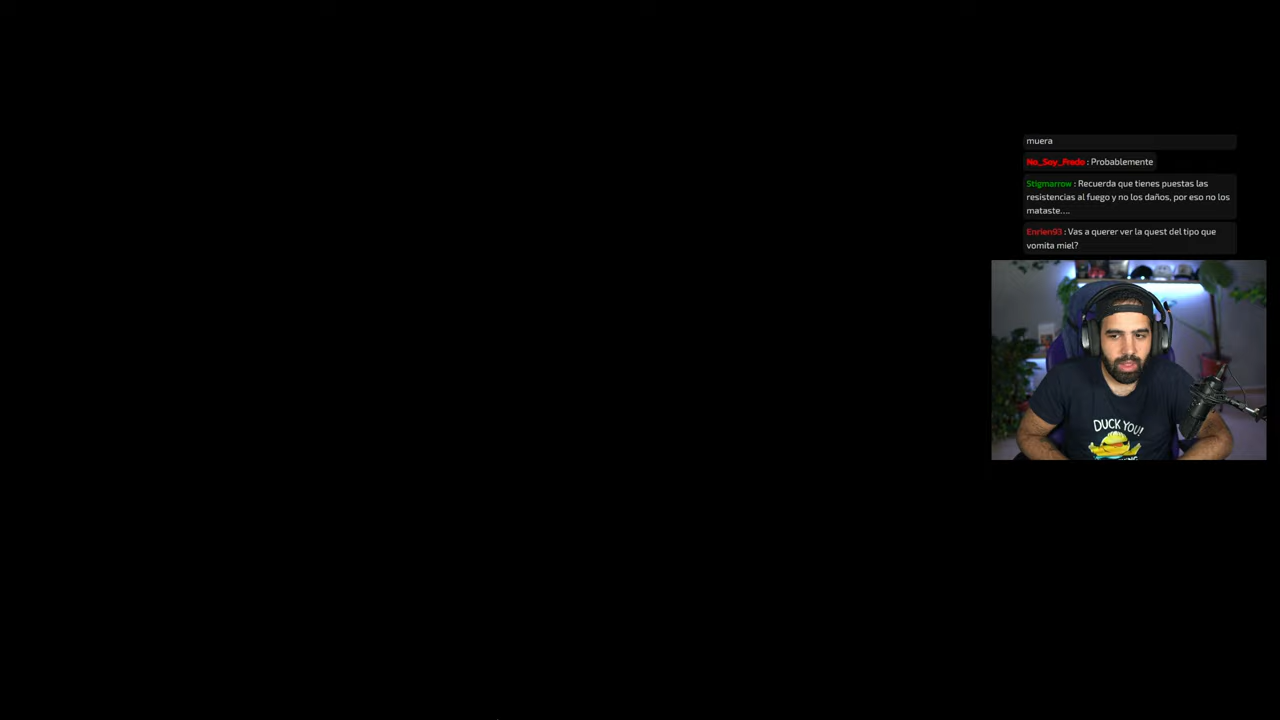 muera
No_Soy_Fredo : Probablemente
Stigmarrow : Recuerda que tienes puestas las
resistencias al fuego y no los daños, por eso no los
mataste....
Enrien93 : Vas a querer ver la quest del tipo que
vomita miel?
DUCK YOU!